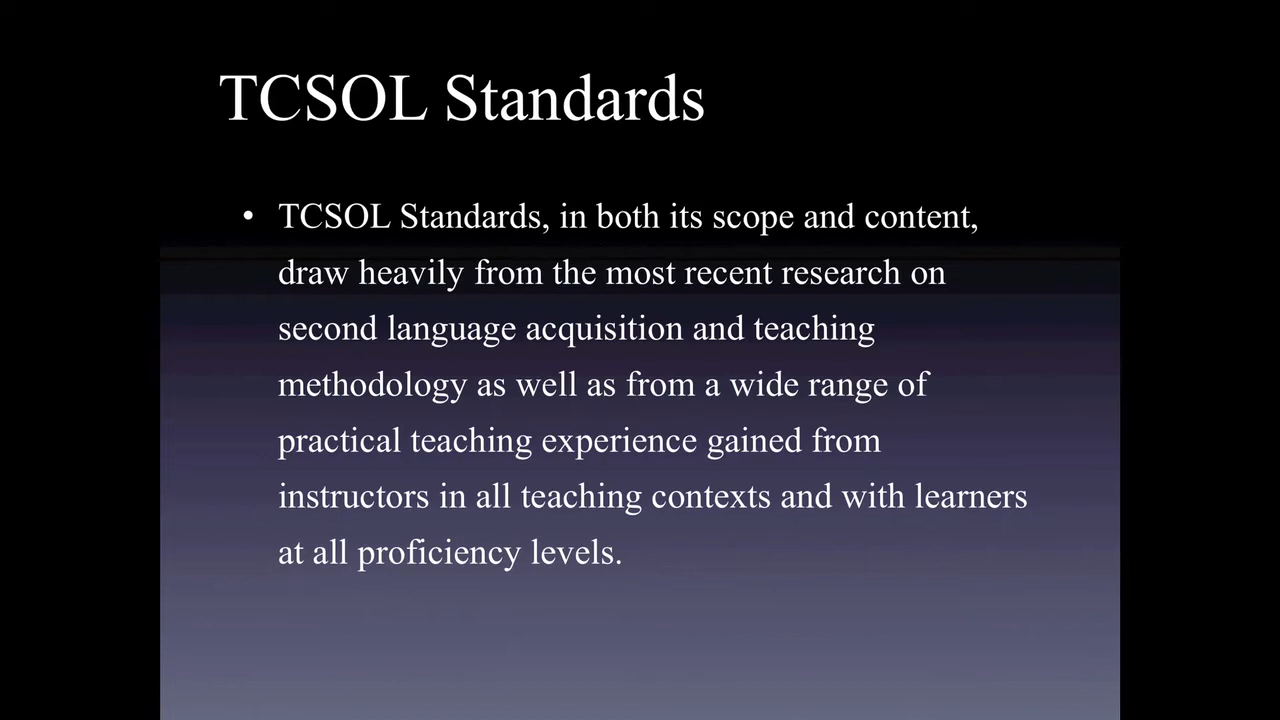 TCSOL Standards
• TCSOL Standards, in both its scope and content,
draw heavily from the most recent research on
second language acquisition and teaching
methodology as well as from a wide range of
practical teaching experience gained from
instructors in all teaching contexts and with learners
at all proficiency levels.